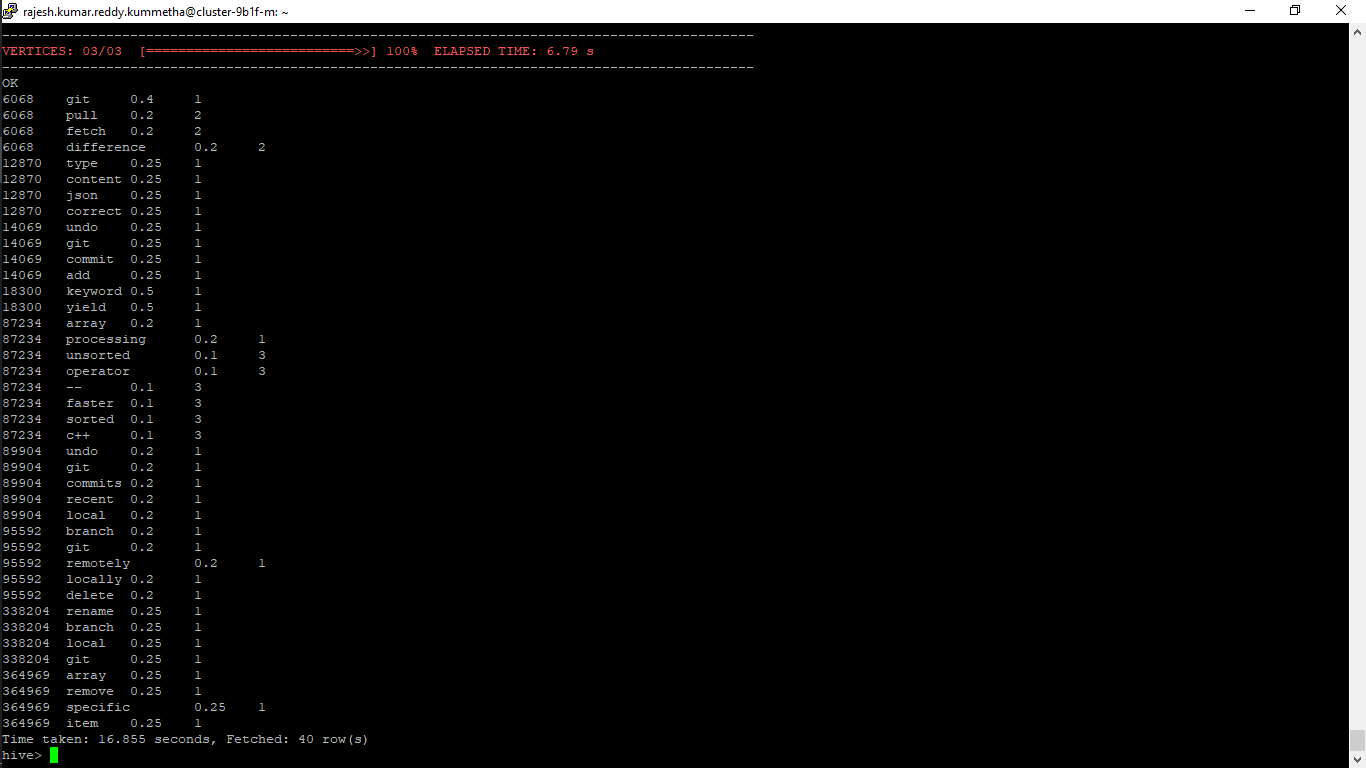 rajesh.kumar.reddy.kummetha@cluster-9b1f-m: ~
----------------------------------------------------------------------------------------------
VERTICES: 03/03  [==========================>>] 100%  ELAPSED TIME: 6.79 s
----------------------------------------------------------------------------------------------
OK
6068    git     0.4     1
6068    pull    0.2     2
6068    fetch   0.2     2
6068    difference      0.2     2
12870   type    0.25    1
12870   content 0.25    1
12870   json    0.25    1
12870   correct 0.25    1
14069   undo    0.25    1
14069   git     0.25    1
14069   commit  0.25    1
14069   add     0.25    1
18300   keyword 0.5     1
18300   yield   0.5     1
87234   array   0.2     1
87234   processing      0.2     1
87234   unsorted        0.1     3
87234   operator        0.1     3
87234   --      0.1     3
87234   faster  0.1     3
87234   sorted  0.1     3
87234   c++     0.1     3
89904   undo    0.2     1
89904   git     0.2     1
89904   commits 0.2     1
89904   recent  0.2     1
89904   local   0.2     1
95592   branch  0.2     1
95592   git     0.2     1
95592   remotely        0.2     1
95592   locally 0.2     1
95592   delete  0.2     1
338204  rename  0.25    1
338204  branch  0.25    1
338204  local   0.25    1
338204  git     0.25    1
364969  array   0.25    1
364969  remove  0.25    1
364969  specific        0.25    1
364969  item    0.25    1
Time taken: 16.855 seconds, Fetched: 40 row(s)
hive>